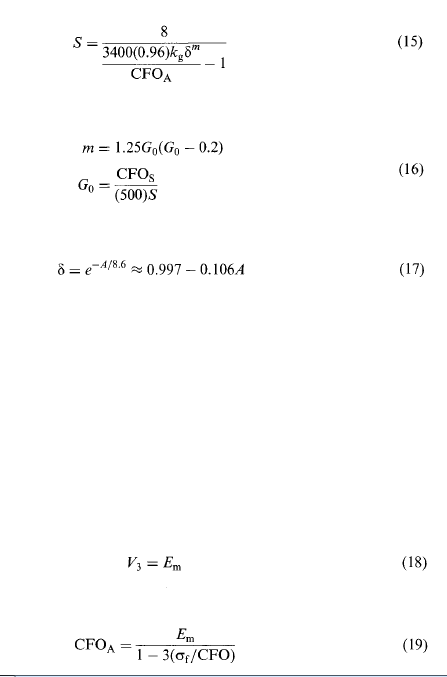 S = 8 / (3400(0.96)k_g δ^m / CFO_A − 1) (15)
m = 1.25G_0(G_0 − 0.2)
G_0 = CFO_S / (500)S (16)
δ = e^{−A/8.6} ≈ 0.997 − 0.106A (17)
V_3 = E_m (18)
CFO_A = E_m / (1 − 3(σ_f/CFO)) (19)